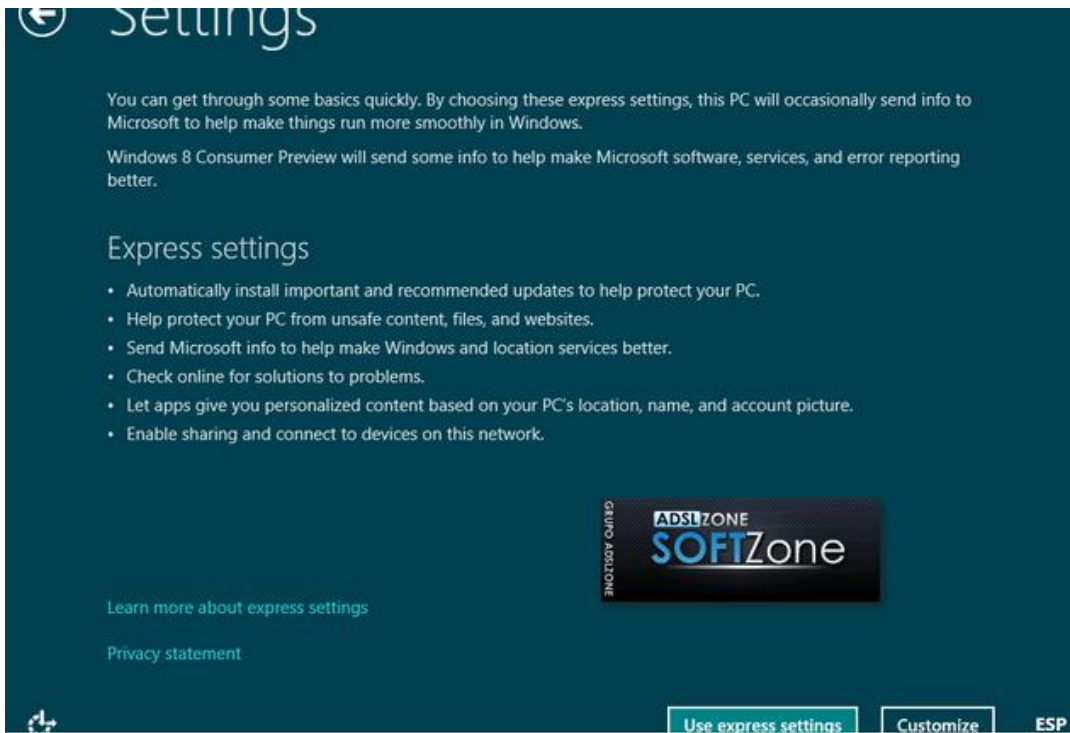 Settings
You can get through some basics quickly. By choosing these express settings, this PC will occasionally send info to
Microsoft to help make things run more smoothly in Windows.
Windows 8 Consumer Preview will send some info to help make Microsoft software, services, and error reporting
better.
Express settings
• Automatically install important and recommended updates to help protect your PC.
• Help protect your PC from unsafe content, files, and websites.
• Send Microsoft info to help make Windows and location services better.
• Check online for solutions to problems.
• Let apps give you personalized content based on your PC's location, name, and account picture.
• Enable sharing and connect to devices on this network.
GRUPO ADSLZONE
ADSLZONE
SOFTZone
Learn more about express settings
Privacy statement
Use express settings
Customize
ESP